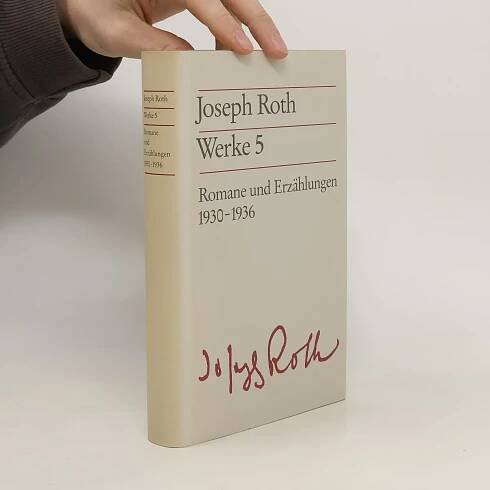 Joseph Roth
Werke 5
Romane
und
Erzählungen
1930-1936
Joseph Roth
Werke 5
Romane und Erzählungen
1930-1936
Joseph Roth